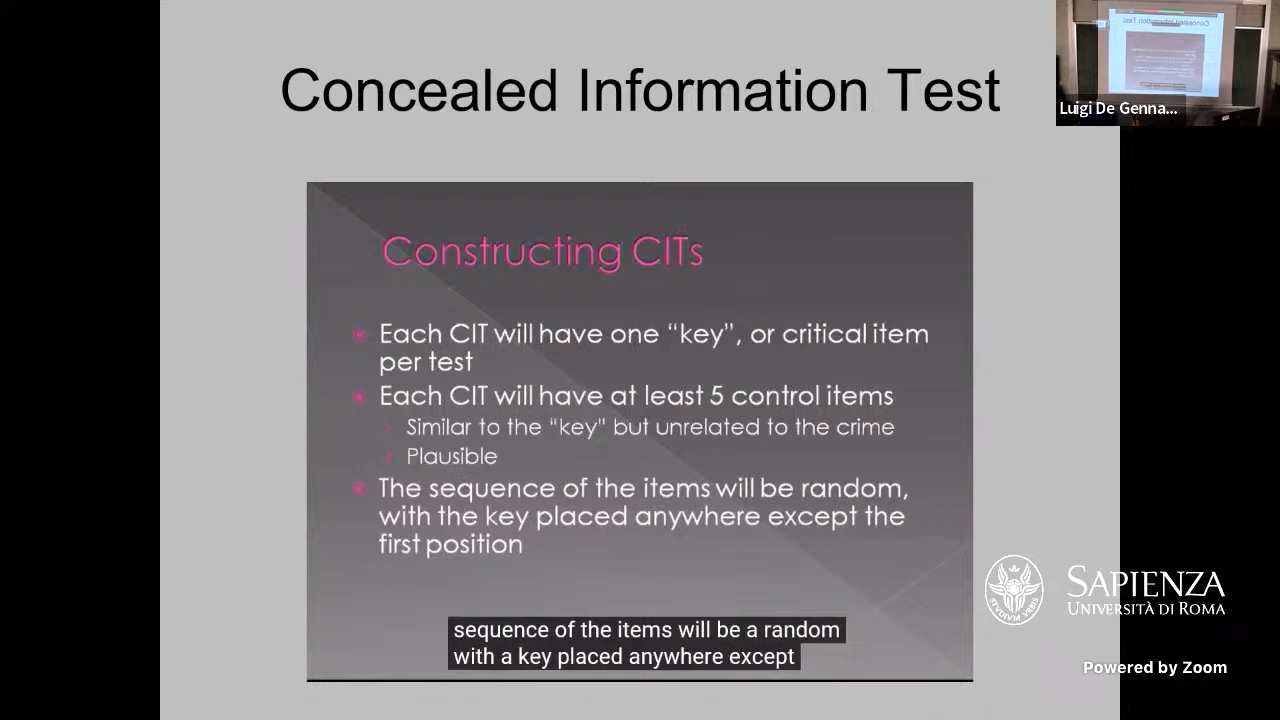 Concealed Information Test
Luigi De Genna...
Constructing CITs
Each CIT will have one “key”, or critical item
per test
Each CIT will have at least 5 control items
Similar to the “key” but unrelated to the crime
Plausible
The sequence of the items will be random,
with the key placed anywhere except the
first position
sequence of the items will be a random
with a key placed anywhere except
SAPIENZA
UNIVERSITÀ DI ROMA
STUDIUM URBIS
Powered by Zoom